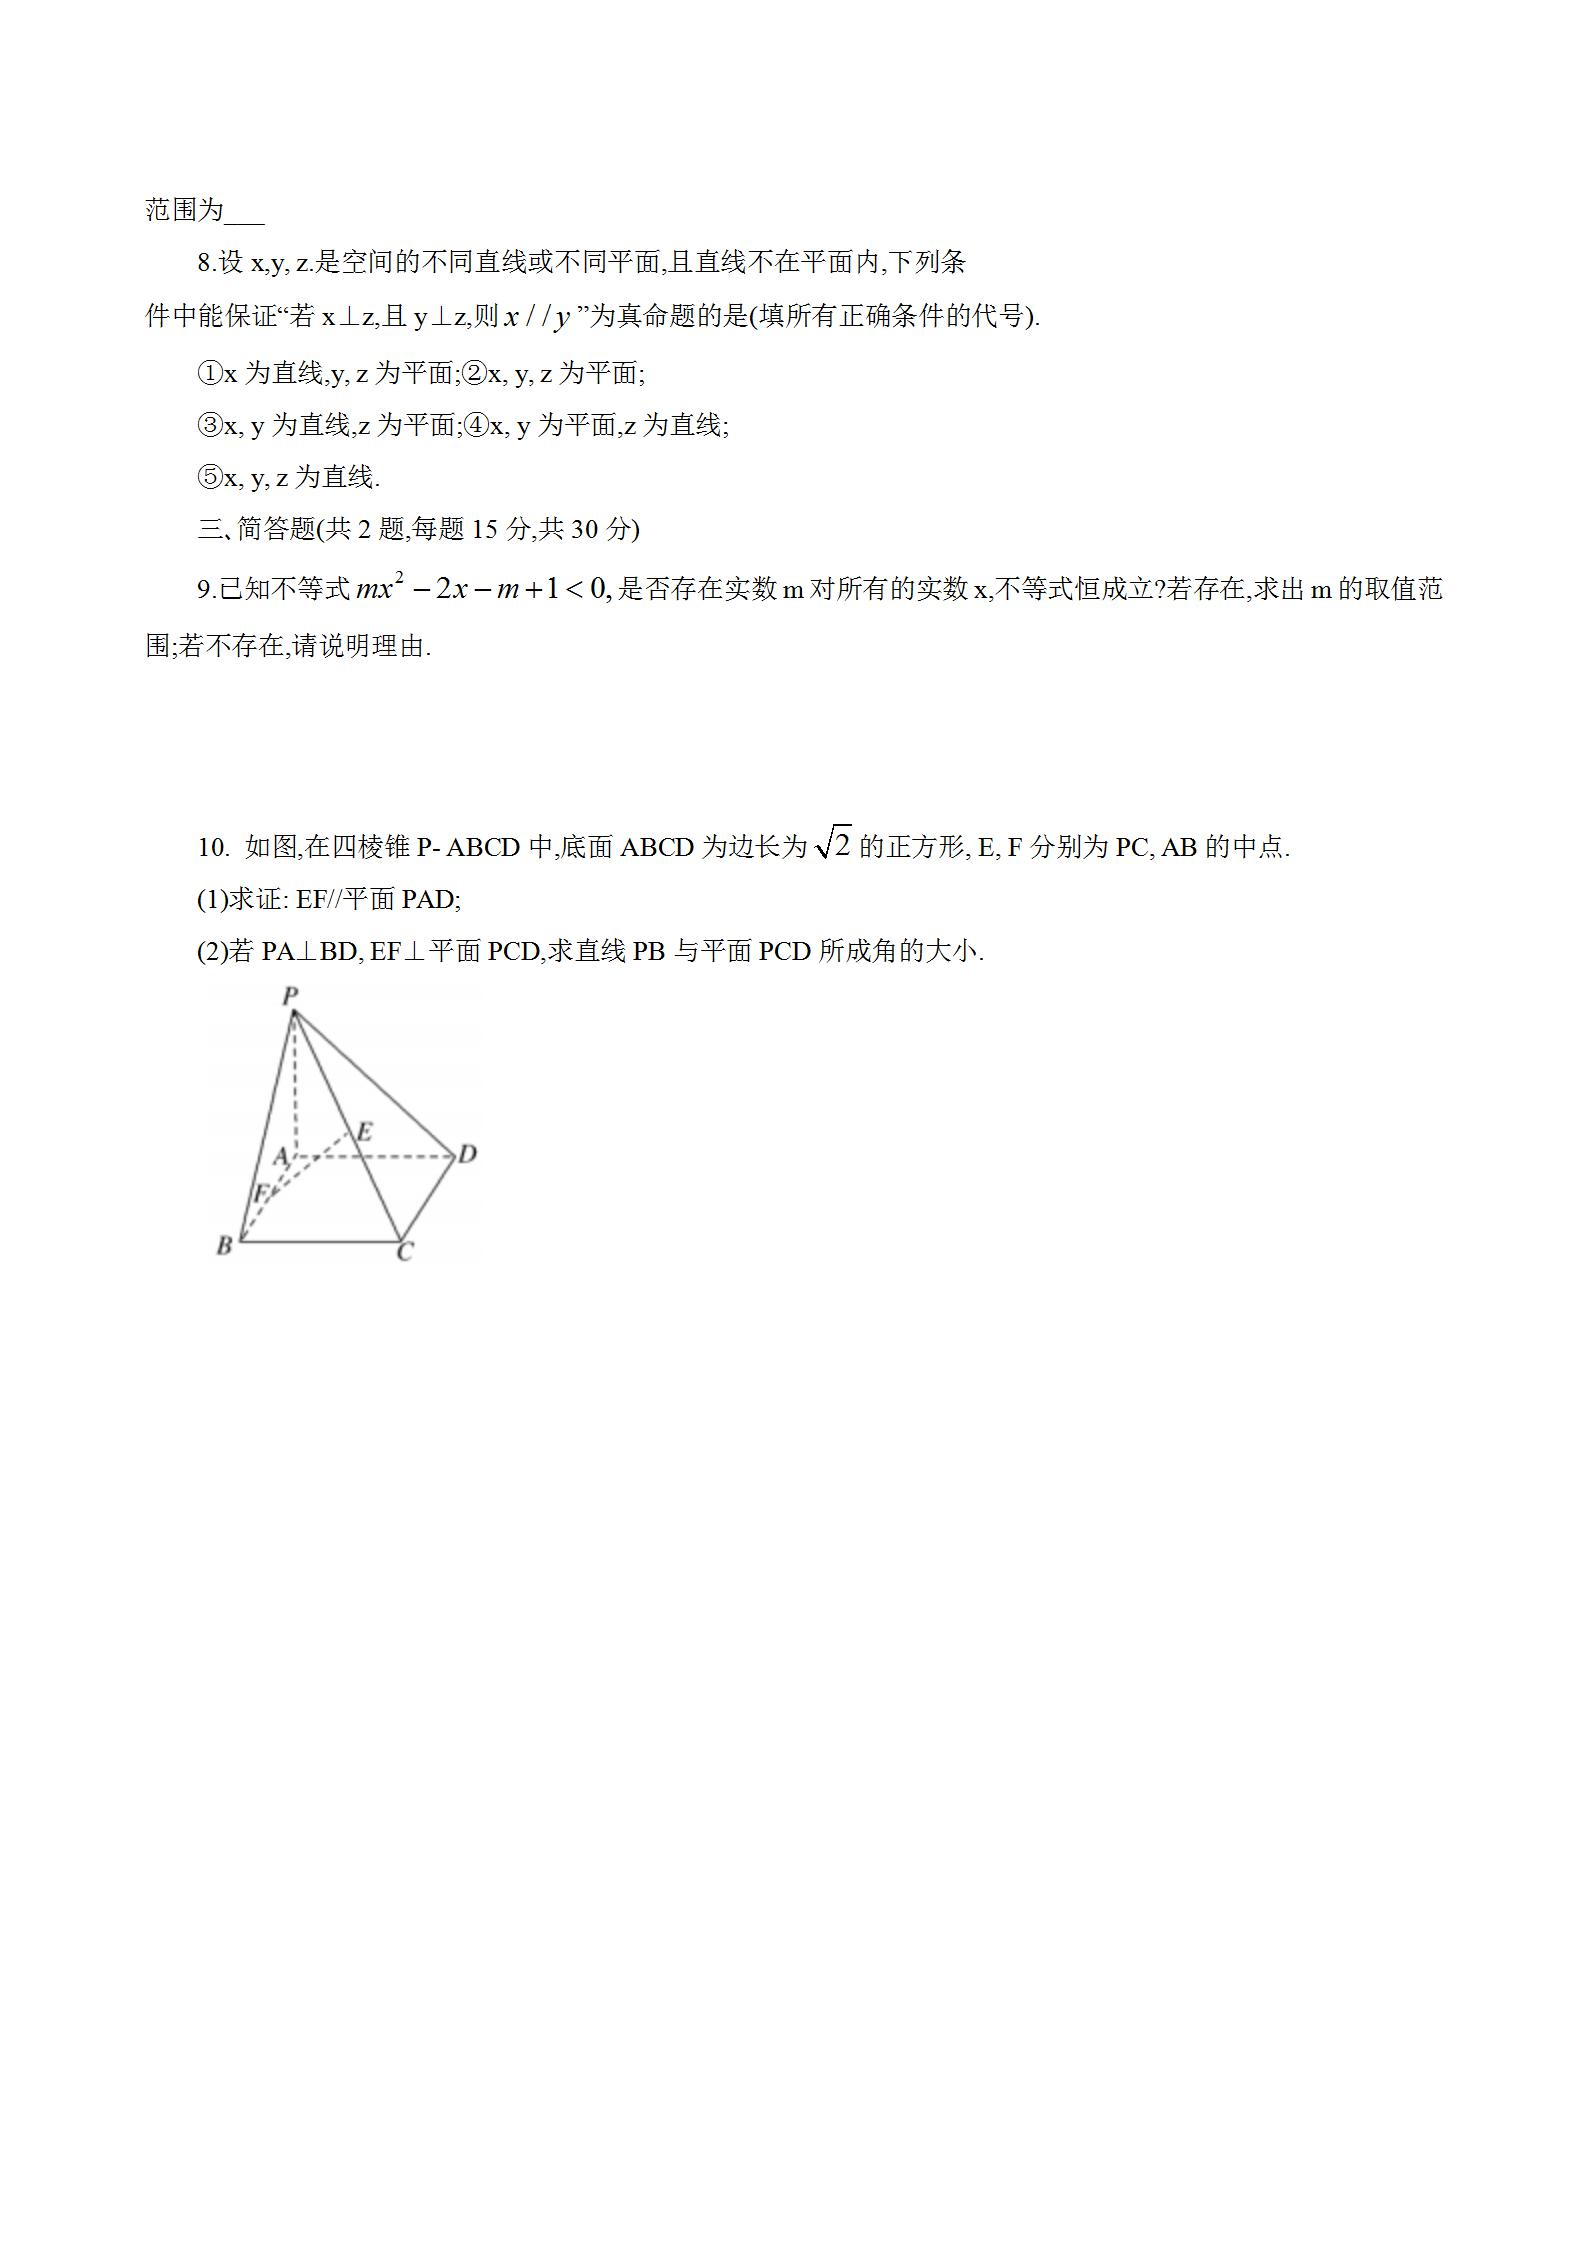 范围为___
8.设 x,y, z.是空间的不同直线或不同平面,且直线不在平面内,下列条
件中能保证“若 x⊥z,且 y⊥z,则 x//y ”为真命题的是(填所有正确条件的代号).
①x 为直线,y, z 为平面;②x, y, z 为平面;
③x, y 为直线,z 为平面;④x, y 为平面,z 为直线;
⑤x, y, z 为直线.
三、简答题(共 2 题,每题 15 分,共 30 分)
9.已知不等式 mx² − 2x − m + 1 < 0, 是否存在实数 m 对所有的实数 x,不等式恒成立?若存在,求出 m 的取值范
围;若不存在,请说明理由.
10. 如图,在四棱锥 P- ABCD 中,底面 ABCD 为边长为 √2 的正方形, E, F 分别为 PC, AB 的中点.
(1)求证: EF//平面 PAD;
(2)若 PA⊥BD, EF⊥平面 PCD,求直线 PB 与平面 PCD 所成角的大小.
P
E
A
D
F
B
C